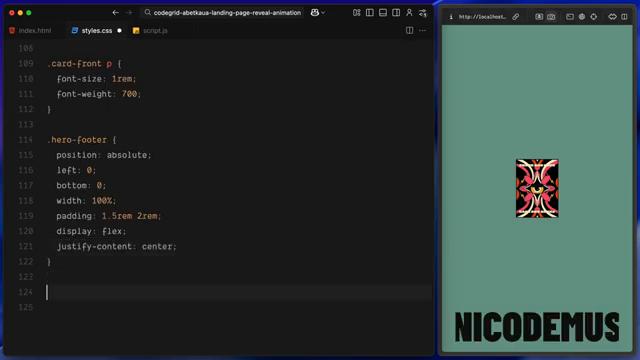 codegrid-abetkaua-landing-page-reveal-animation
index.html
styles.css
script.js
http://localhost...
108
109 .card-front p {
110 font-size: 1rem;
111 font-weight: 700;
112 }
113
114 .hero-footer {
115 position: absolute;
116 left: 0;
117 bottom: 0;
118 width: 100%;
119 padding: 1.5rem 2rem;
120 display: flex;
121 justify-content: center;
122 }
123
124
125
NICODEMUS